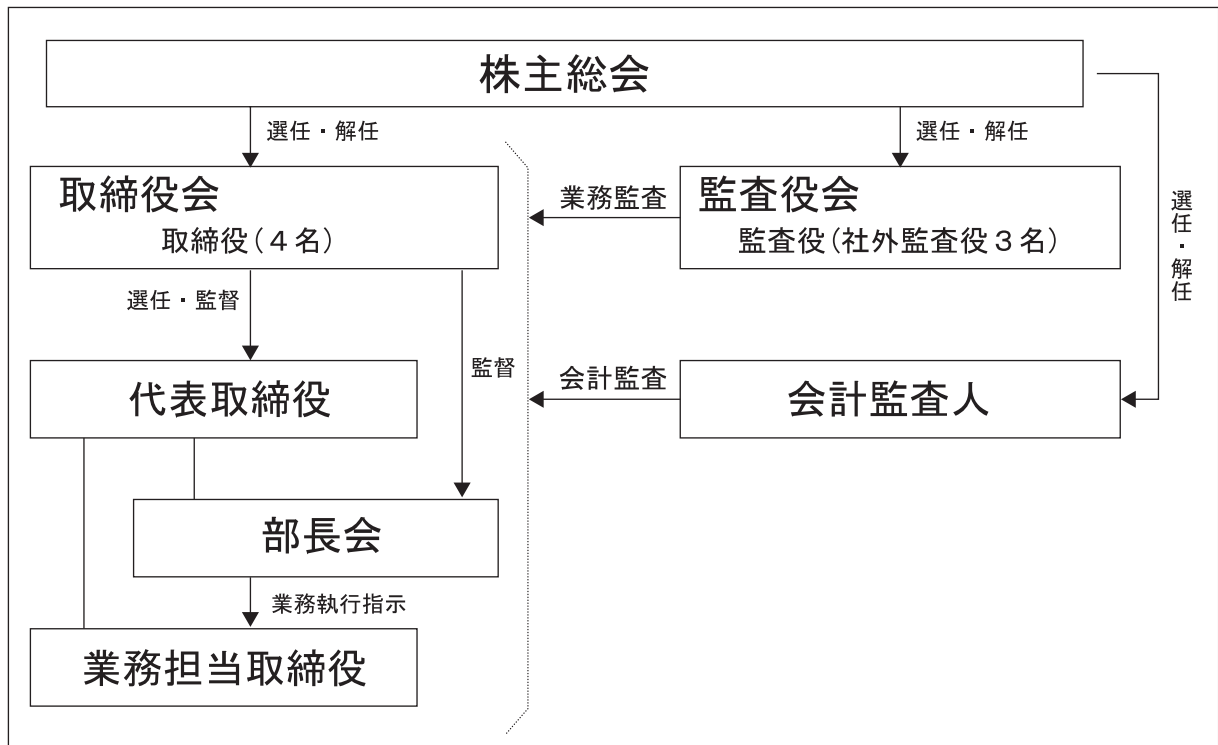 株主総会
選任・解任
選任・解任
選任・解任
取締役会
取締役(4名)
業務監査
監査役会
監査役(社外監査役3名)
選任・監督
監督
代表取締役
会計監査
会計監査人
部長会
業務執行指示
業務担当取締役